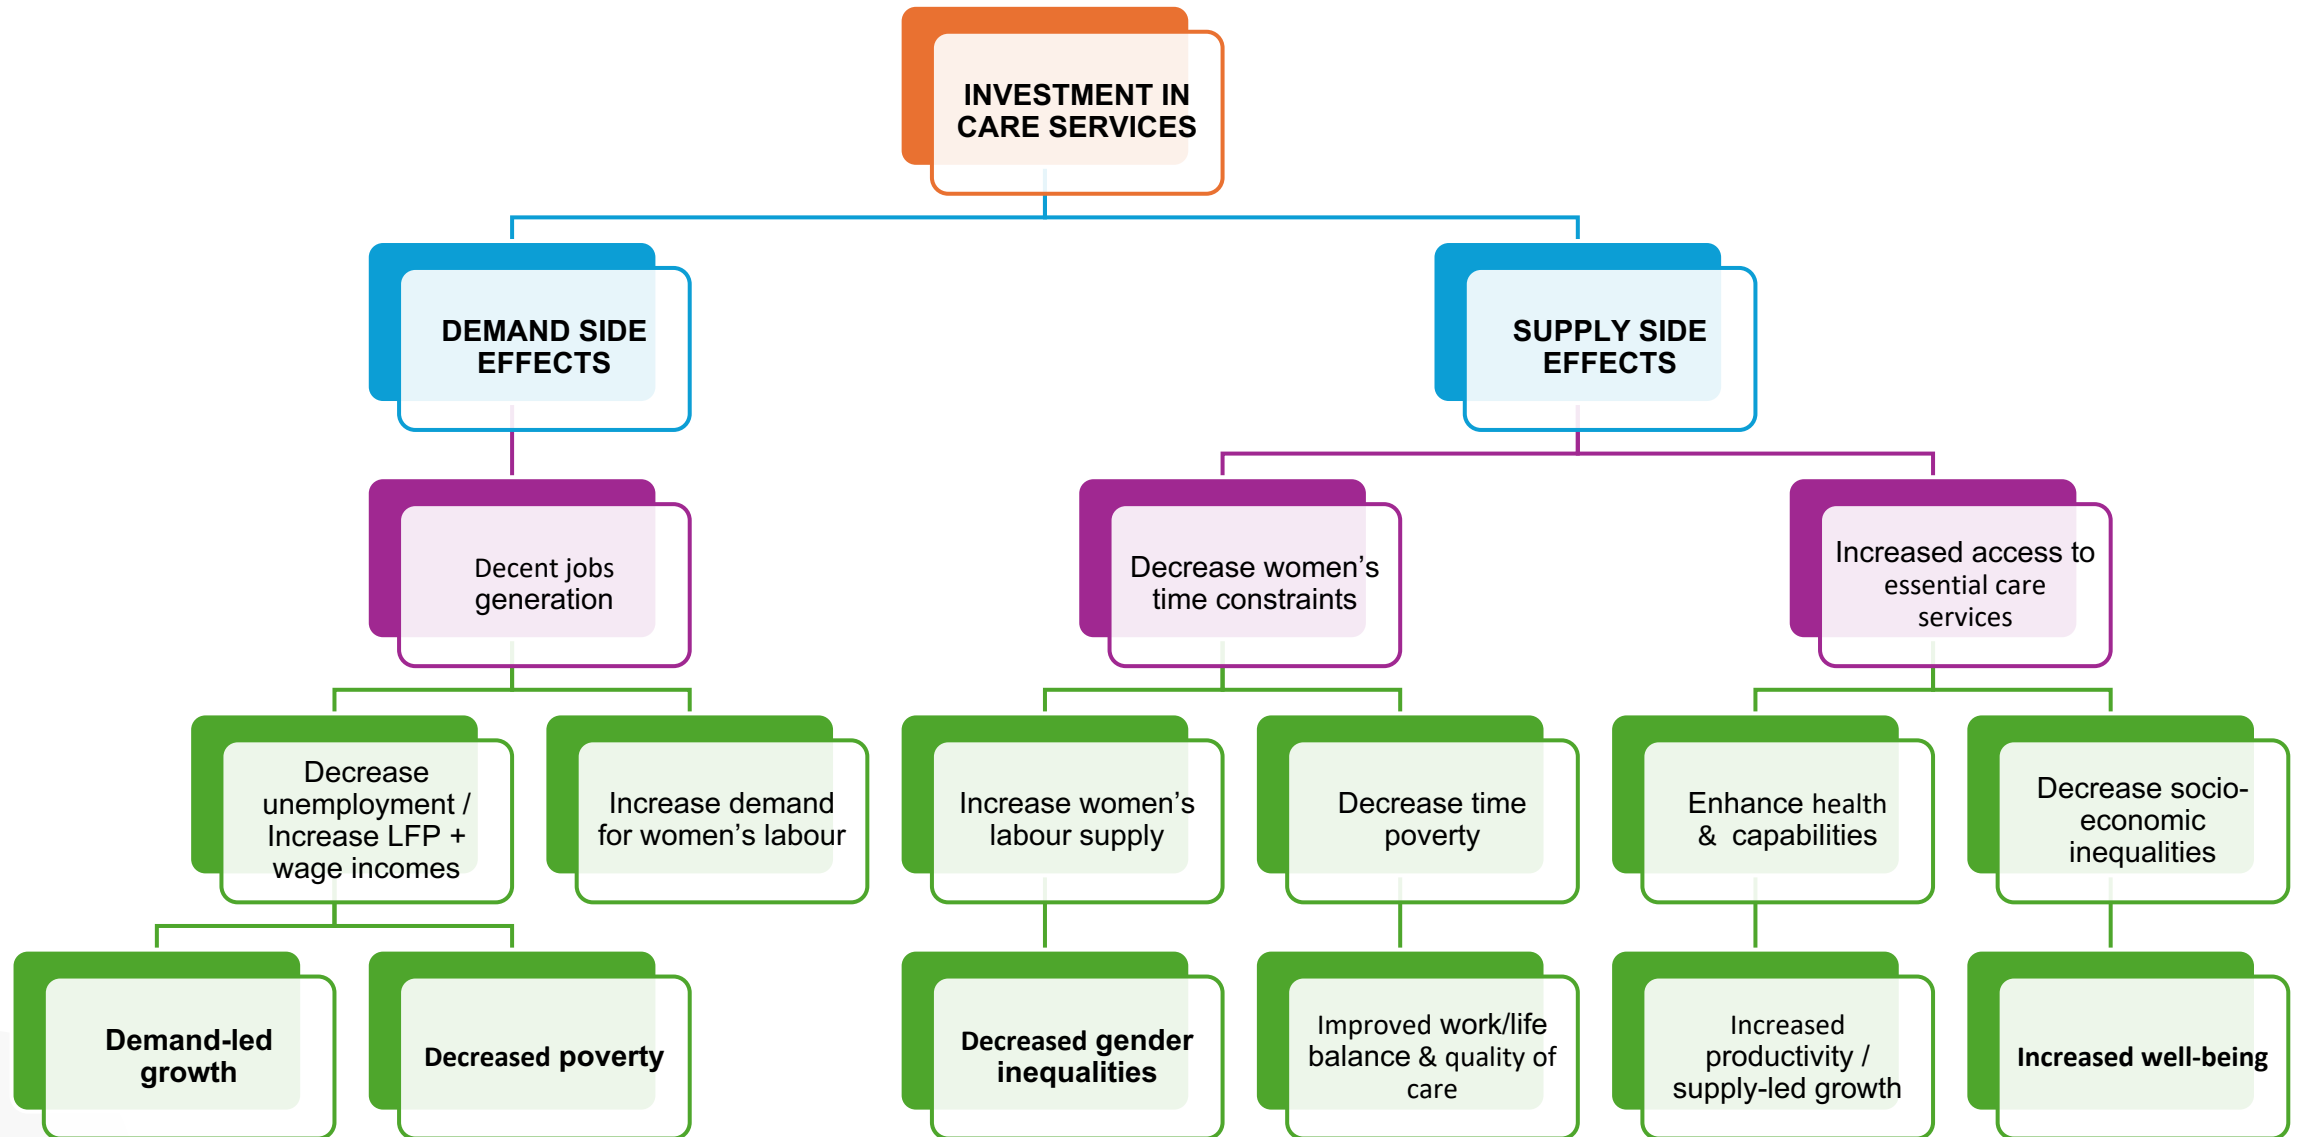 INVESTMENT IN
CARE SERVICES
DEMAND SIDE
EFFECTS
SUPPLY SIDE
EFFECTS
Decent jobs
generation
Decrease women’s
time constraints
Increased access to
essential care
services
Decrease
unemployment /
Increase LFP +
wage incomes
Increase demand
for women’s labour
Increase women’s
labour supply
Decrease time
poverty
Enhance health
& capabilities
Decrease socio-
economic
inequalities
Demand-led
growth
Decreased poverty
Decreased gender
inequalities
Improved work/life
balance & quality of
care
Increased
productivity /
supply-led growth
Increased well-being